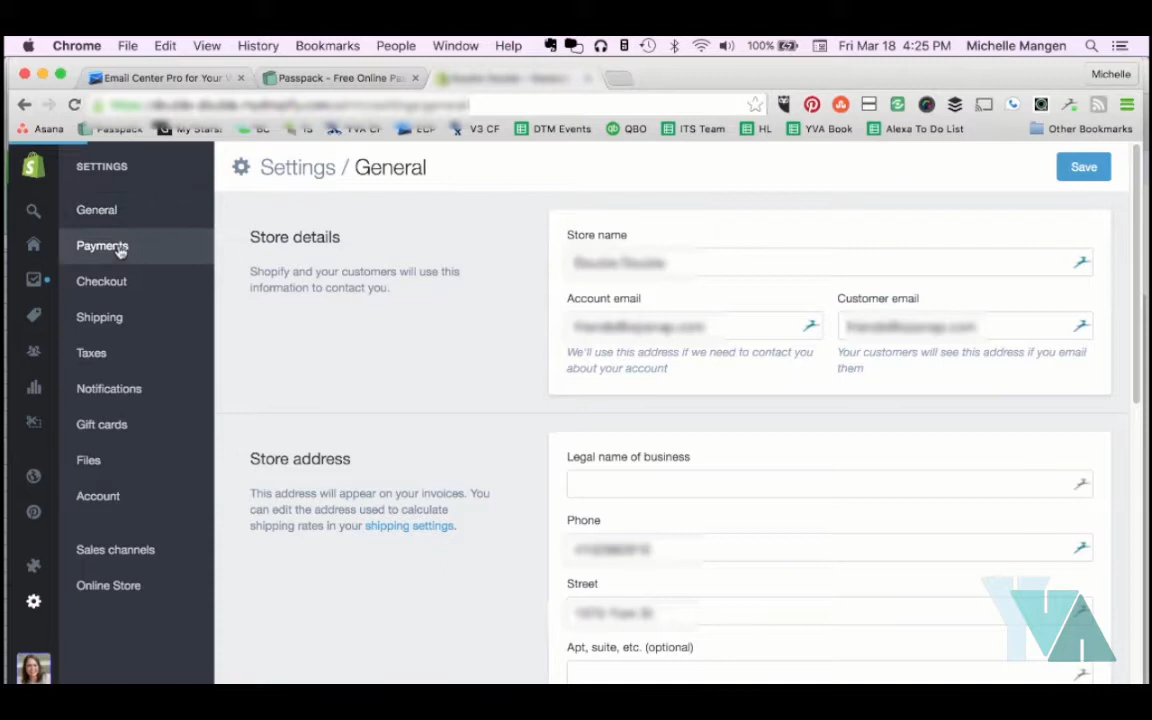 Chrome File Edit View History Bookmarks People Window Help 100% Fri Mar 18 4:25 PM Michelle Mangen
Email Center Pro for Your V Passpack - Free Online Pa Michelle
Asana Passpack My Stars! BC YVA CF ECP V3 CF DTM Events QBO ITS Team HL YVA Book Alexa To Do List Other Bookmarks
SETTINGS
General
Payments
Checkout
Shipping
Taxes
Notifications
Gift cards
Files
Account
Sales channels
Online Store
Settings / General
Save
Store details
Shopify and your customers will use this
information to contact you.
Store name
Account email Customer email
We'll use this address if we need to contact you
about your account
Your customers will see this address if you email
them
Store address
This address will appear on your invoices. You
can edit the address used to calculate
shipping rates in your shipping settings.
Legal name of business
Phone
Street
Apt, suite, etc. (optional)
YVA